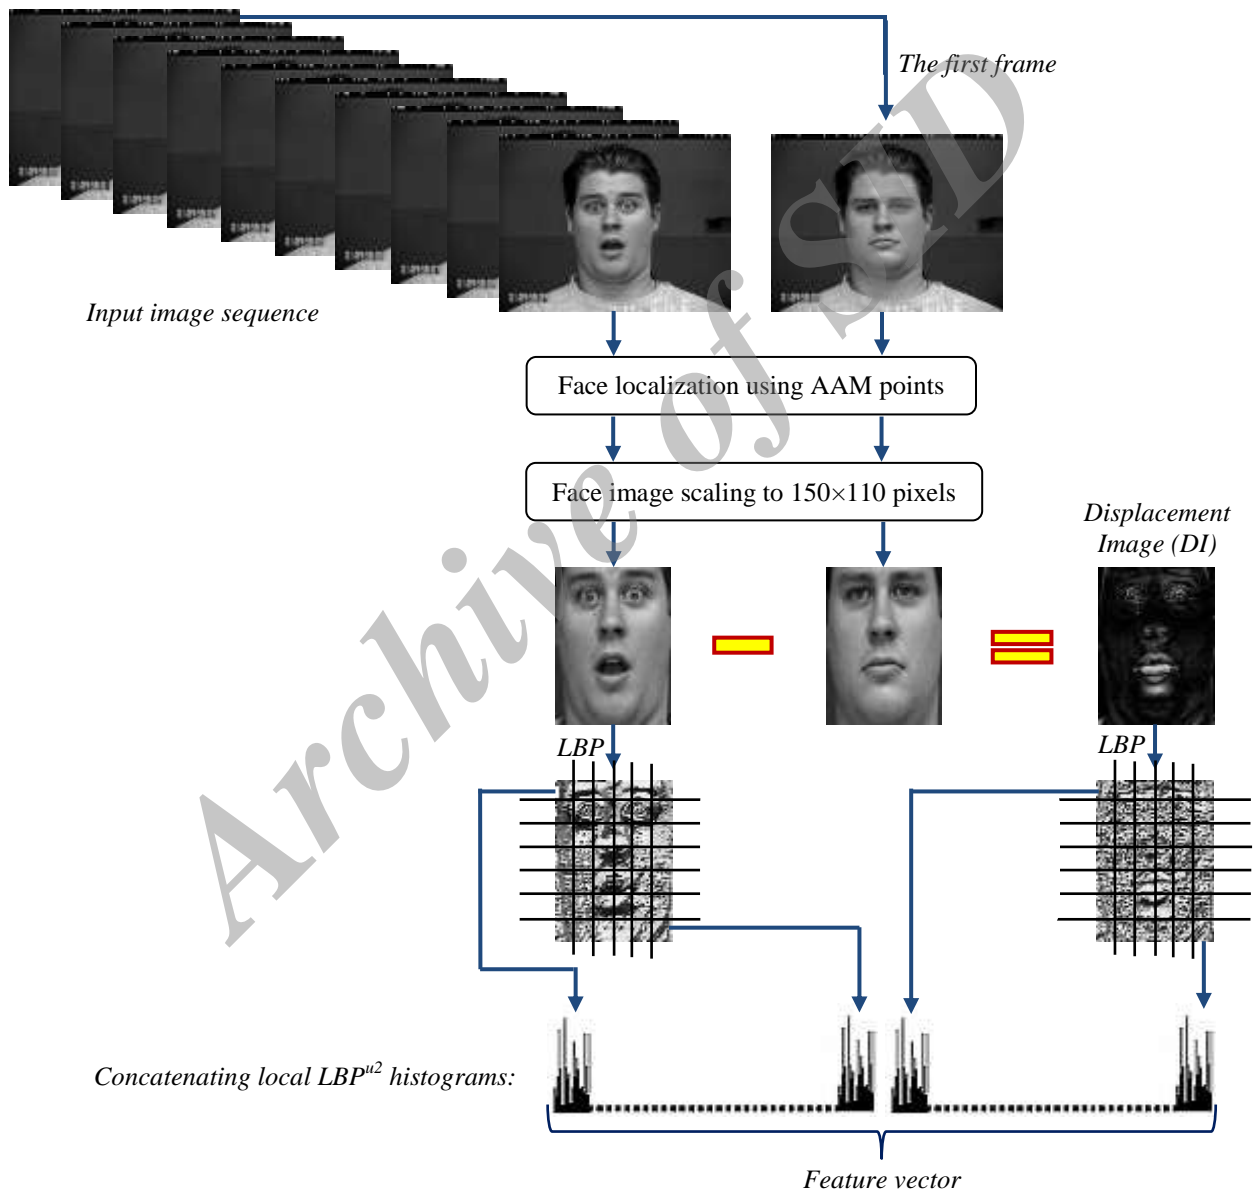 The first frame
Input image sequence
Face localization using AAM points
Face image scaling to 150×110 pixels
Displacement
Image (DI)
LBP
LBP
Concatenating local LBP^{u2} histograms:
Feature vector
Archive of SID